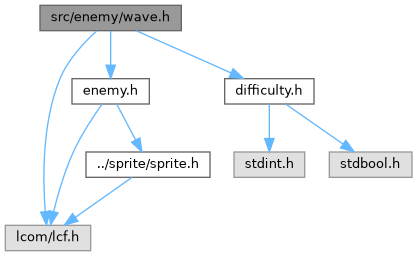 src/enemy/wave.h
enemy.h
difficulty.h
../sprite/sprite.h
stdint.h
stdbool.h
lcom/lcf.h